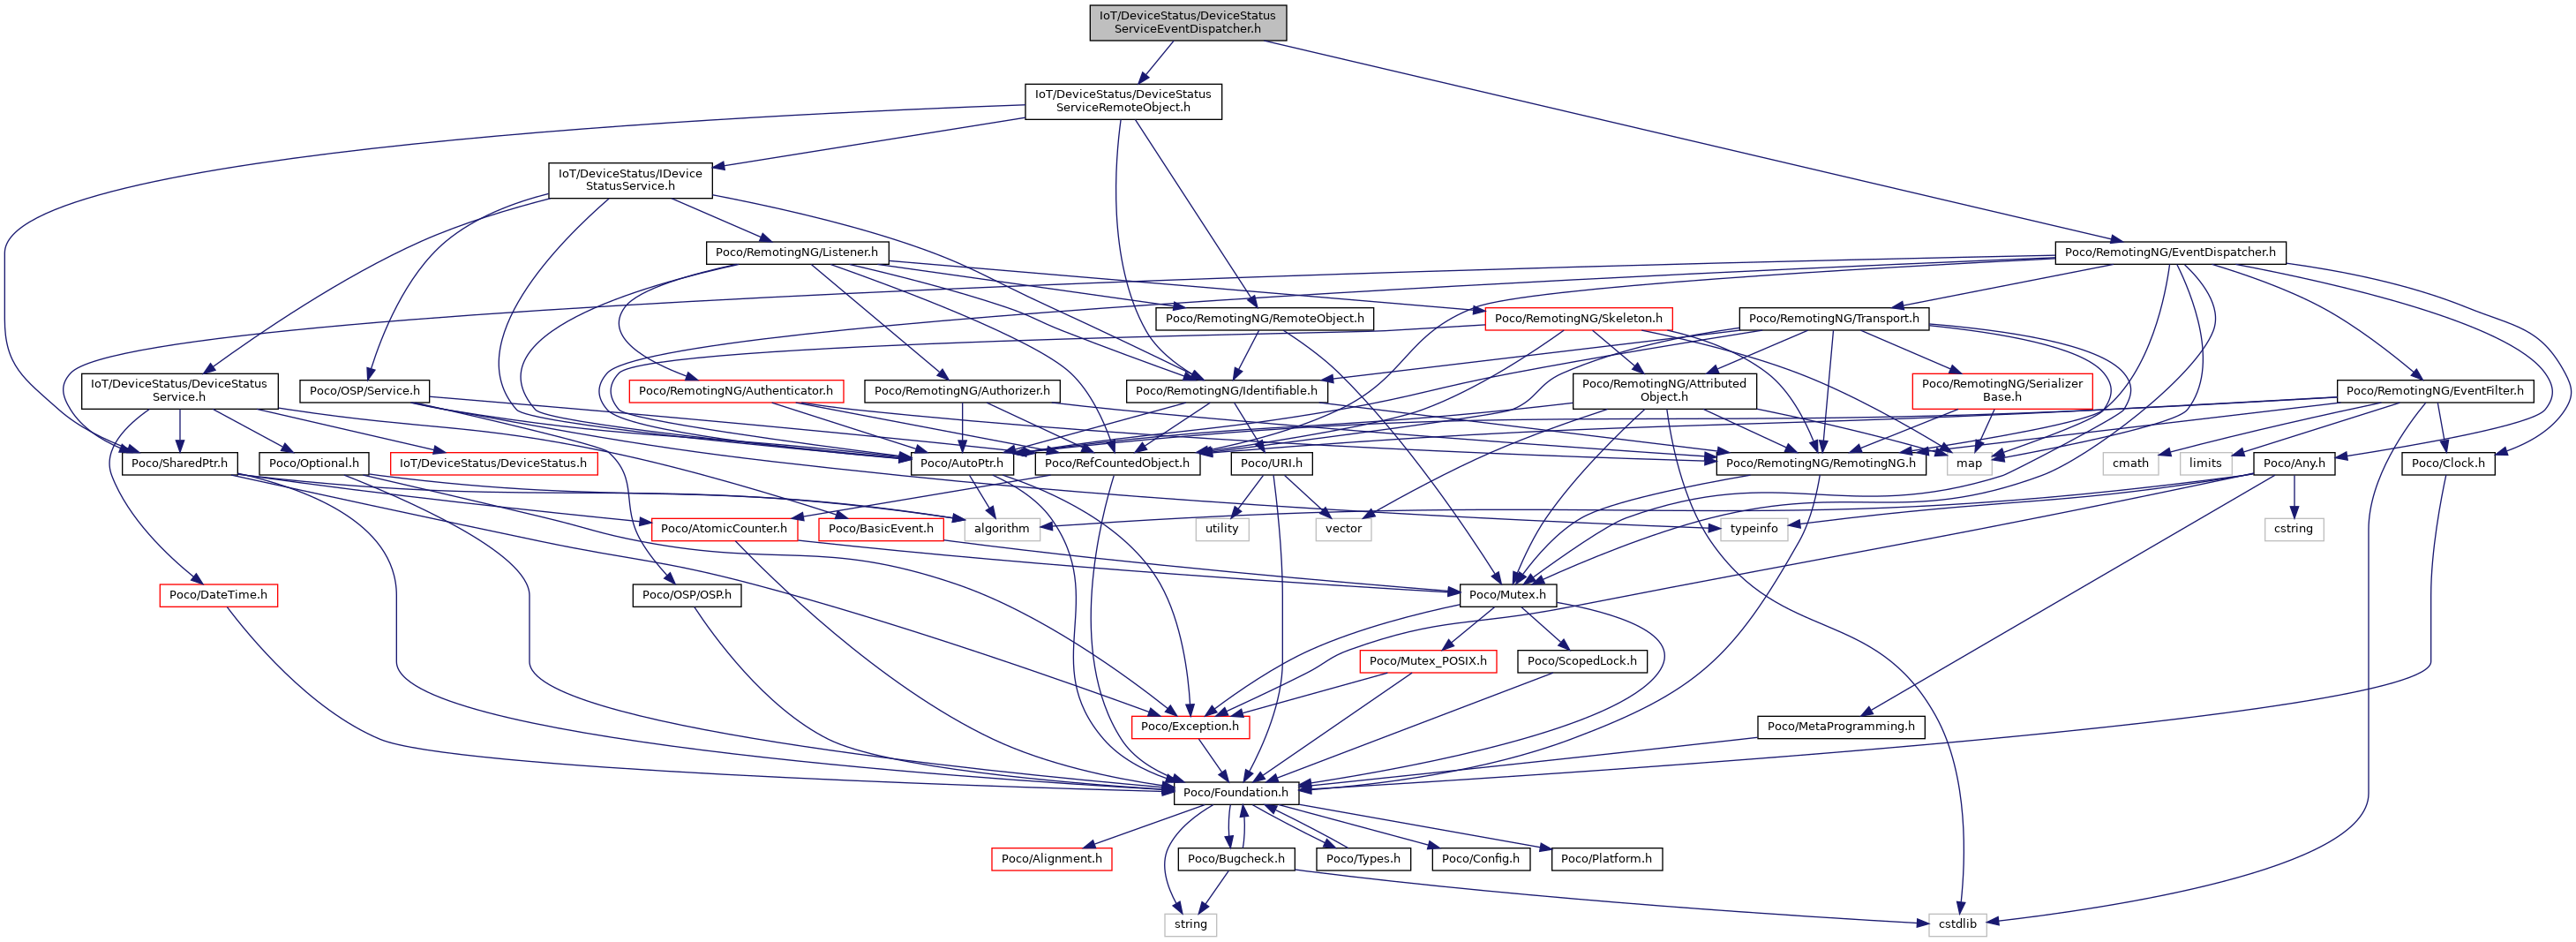 IoT/DeviceStatus/DeviceStatus
ServiceEventDispatcher.h
IoT/DeviceStatus/DeviceStatus
ServiceRemoteObject.h
IoT/DeviceStatus/IDevice
StatusService.h
Poco/RemotingNG/Listener.h
Poco/RemotingNG/EventDispatcher.h
Poco/RemotingNG/RemoteObject.h
Poco/RemotingNG/Skeleton.h
Poco/RemotingNG/Transport.h
IoT/DeviceStatus/DeviceStatus
Service.h
Poco/OSP/Service.h
Poco/RemotingNG/Authenticator.h
Poco/RemotingNG/Authorizer.h
Poco/RemotingNG/Identifiable.h
Poco/RemotingNG/Attributed
Object.h
Poco/RemotingNG/Serializer
Base.h
Poco/RemotingNG/EventFilter.h
Poco/SharedPtr.h
Poco/Optional.h
IoT/DeviceStatus/DeviceStatus.h
Poco/AutoPtr.h
Poco/RefCountedObject.h
Poco/URI.h
Poco/RemotingNG/RemotingNG.h
map
cmath
limits
Poco/Any.h
Poco/Clock.h
Poco/AtomicCounter.h
Poco/BasicEvent.h
algorithm
utility
vector
typeinfo
cstring
Poco/DateTime.h
Poco/OSP/OSP.h
Poco/Mutex.h
Poco/Mutex_POSIX.h
Poco/ScopedLock.h
Poco/Exception.h
Poco/MetaProgramming.h
Poco/Foundation.h
Poco/Alignment.h
Poco/Bugcheck.h
Poco/Types.h
Poco/Config.h
Poco/Platform.h
string
cstdlib